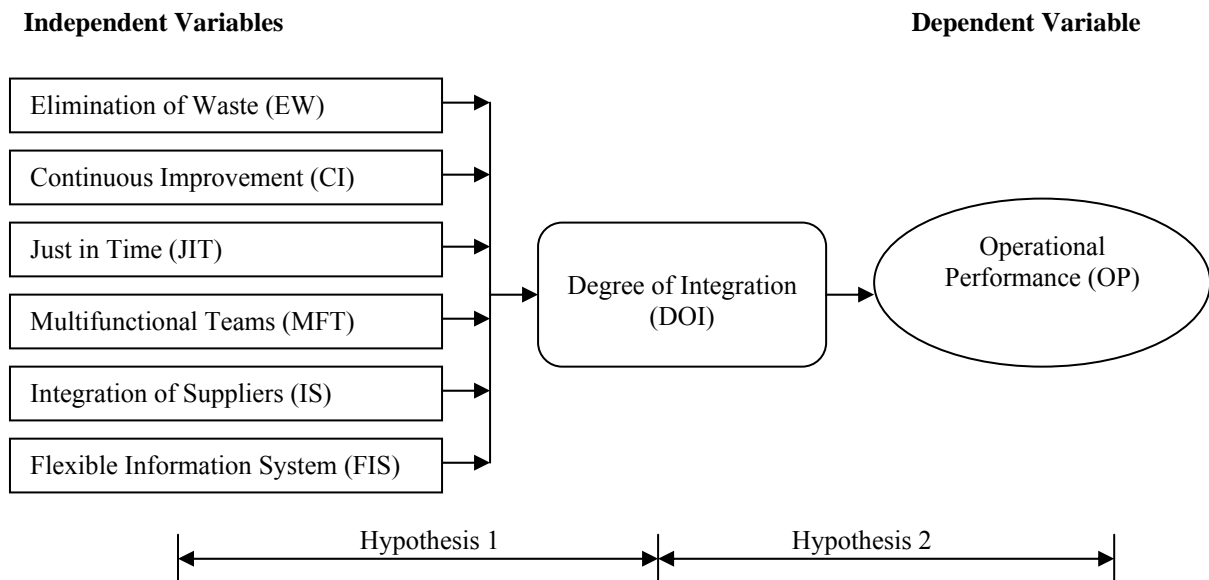 Independent Variables
Dependent Variable
Elimination of Waste (EW)
Continuous Improvement (CI)
Just in Time (JIT)
Multifunctional Teams (MFT)
Integration of Suppliers (IS)
Flexible Information System (FIS)
Degree of Integration
(DOI)
Operational
Performance (OP)
Hypothesis 1
Hypothesis 2